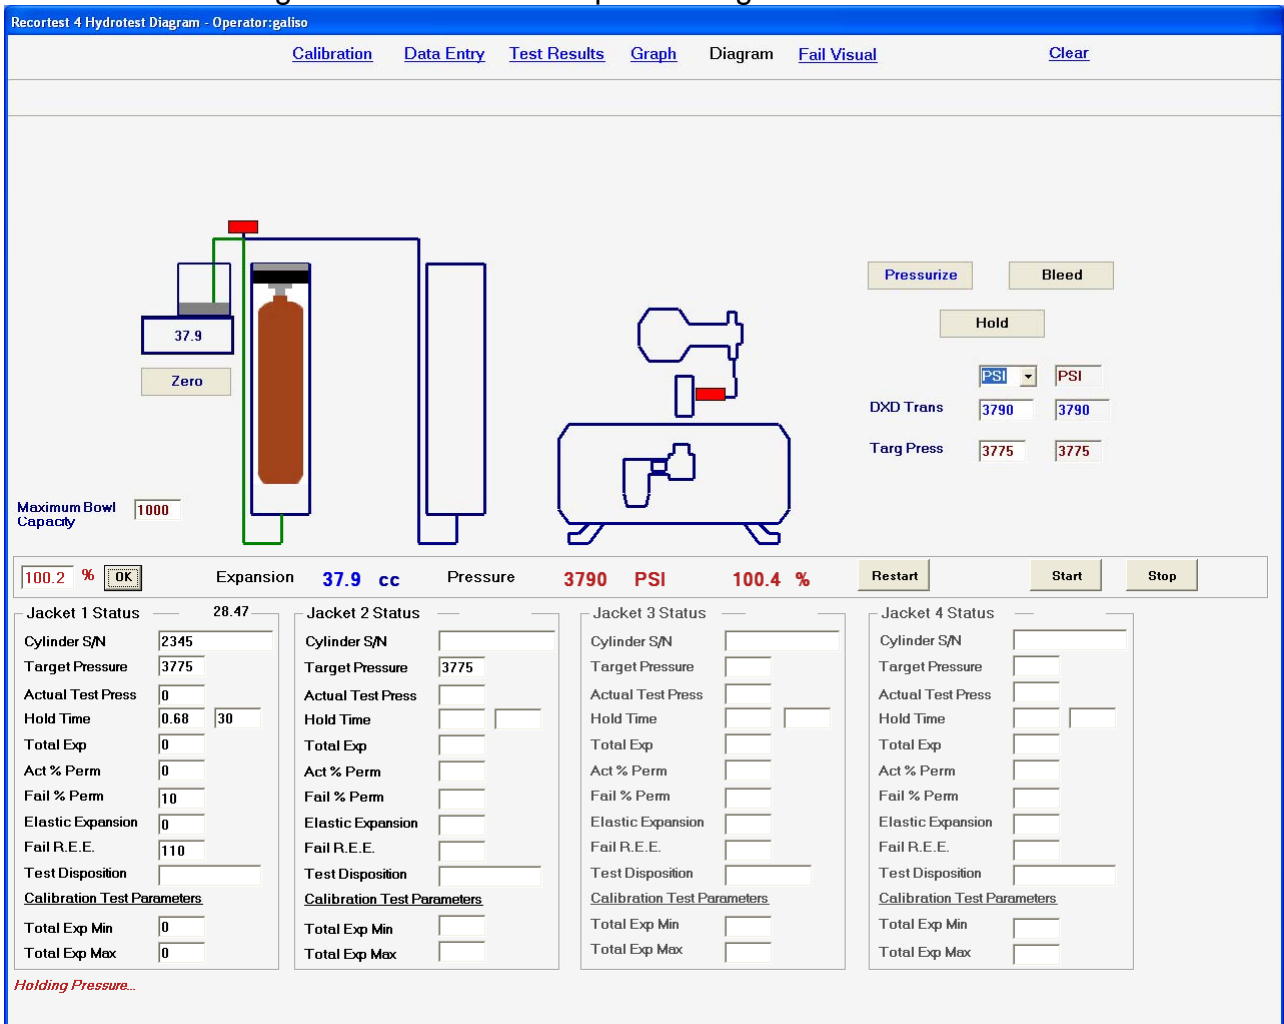 Recortest 4 Hydrotest Diagram - Operator:galiso
Calibration Data Entry Test Results Graph Diagram Fail Visual Clear
Pressurize Bleed
37.9
Hold
Zero
PSI PSI
DXD Trans 3790 3790
Targ Press 3775 3775
Maximum Bowl 1000
Capacity
100.2 % OK Expansion 37.9 cc Pressure 3790 PSI 100.4 % Restart Start Stop
Jacket 1 Status 28.47
Cylinder S/N 2345
Target Pressure 3775
Actual Test Press 0
Hold Time 0.68 30
Total Exp 0
Act % Perm 0
Fail % Perm 10
Elastic Expansion 0
Fail R.E.E. 110
Test Disposition
Calibration Test Parameters
Total Exp Min 0
Total Exp Max 0
Jacket 2 Status
Cylinder S/N
Target Pressure 3775
Actual Test Press
Hold Time
Total Exp
Act % Perm
Fail % Perm
Elastic Expansion
Fail R.E.E.
Test Disposition
Calibration Test Parameters
Total Exp Min
Total Exp Max
Jacket 3 Status
Cylinder S/N
Target Pressure
Actual Test Press
Hold Time
Total Exp
Act % Perm
Fail % Perm
Elastic Expansion
Fail R.E.E.
Test Disposition
Calibration Test Parameters
Total Exp Min
Total Exp Max
Jacket 4 Status
Cylinder S/N
Target Pressure
Actual Test Press
Hold Time
Total Exp
Act % Perm
Fail % Perm
Elastic Expansion
Fail R.E.E.
Test Disposition
Calibration Test Parameters
Total Exp Min
Total Exp Max
Holding Pressure...